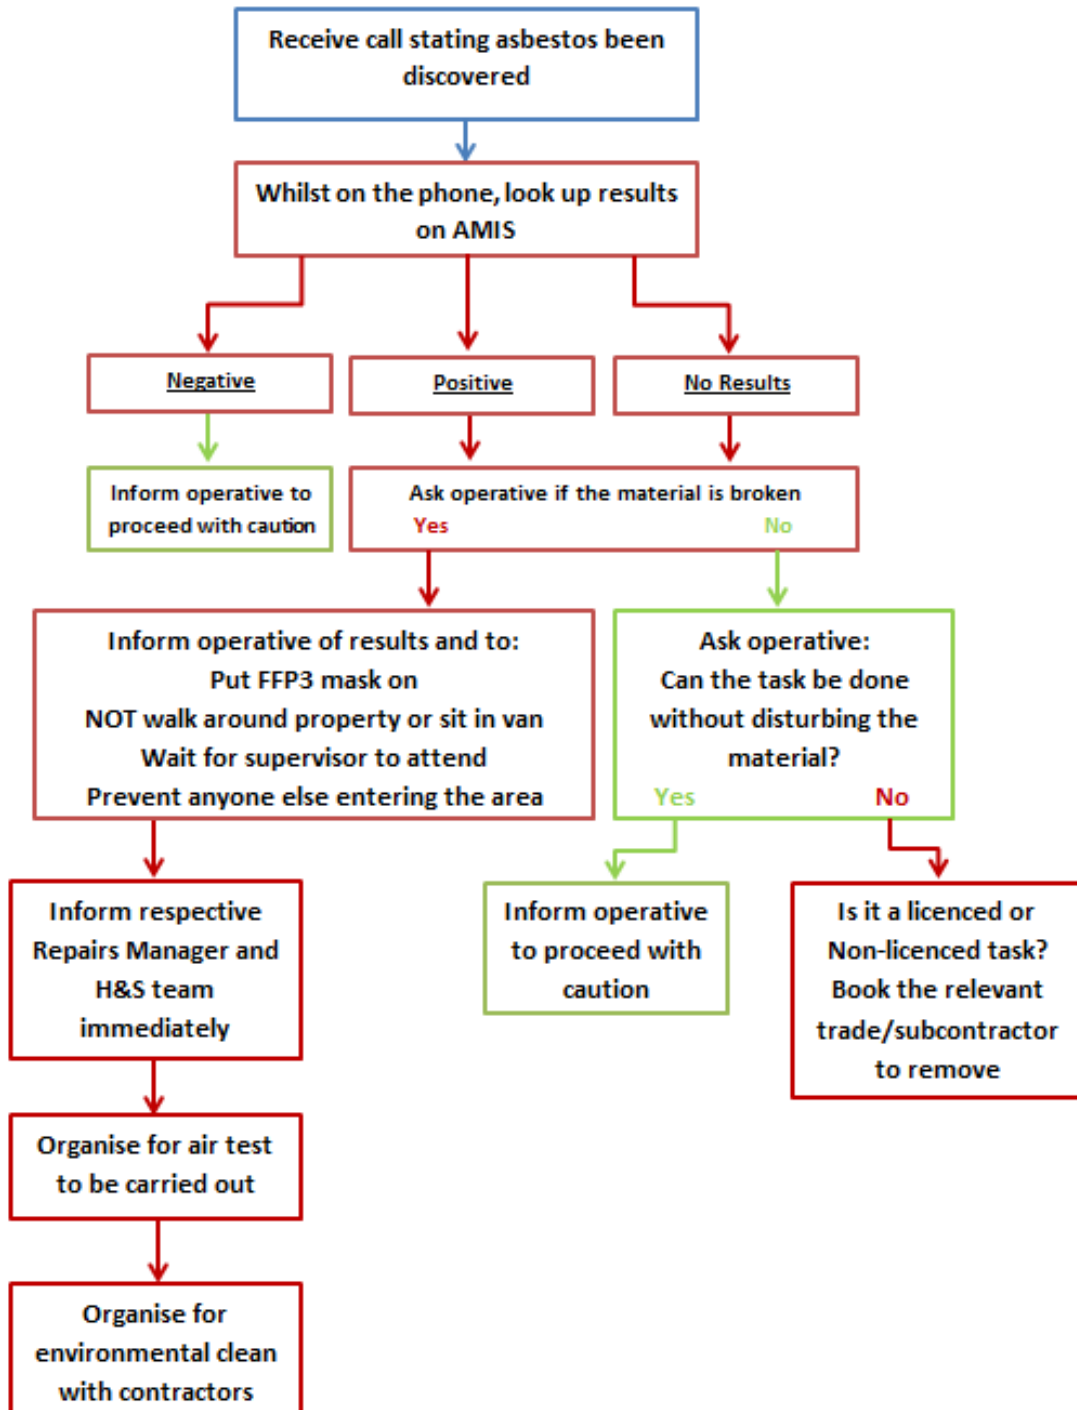 Receive call stating asbestos been
discovered
Whilst on the phone, look up results
on AMIS
Negative
Positive
No Results
Inform operative to
proceed with caution
Ask operative if the material is broken
Yes
No
Inform operative of results and to:
Put FFP3 mask on
NOT walk around property or sit in van
Wait for supervisor to attend
Prevent anyone else entering the area
Ask operative:
Can the task be done
without disturbing the
material?
Yes
No
Inform respective
Repairs Manager and
H&S team
immediately
Inform operative
to proceed with
caution
Is it a licenced or
Non-licenced task?
Book the relevant
trade/subcontractor
to remove
Organise for air test
to be carried out
Organise for
environmental clean
with contractors